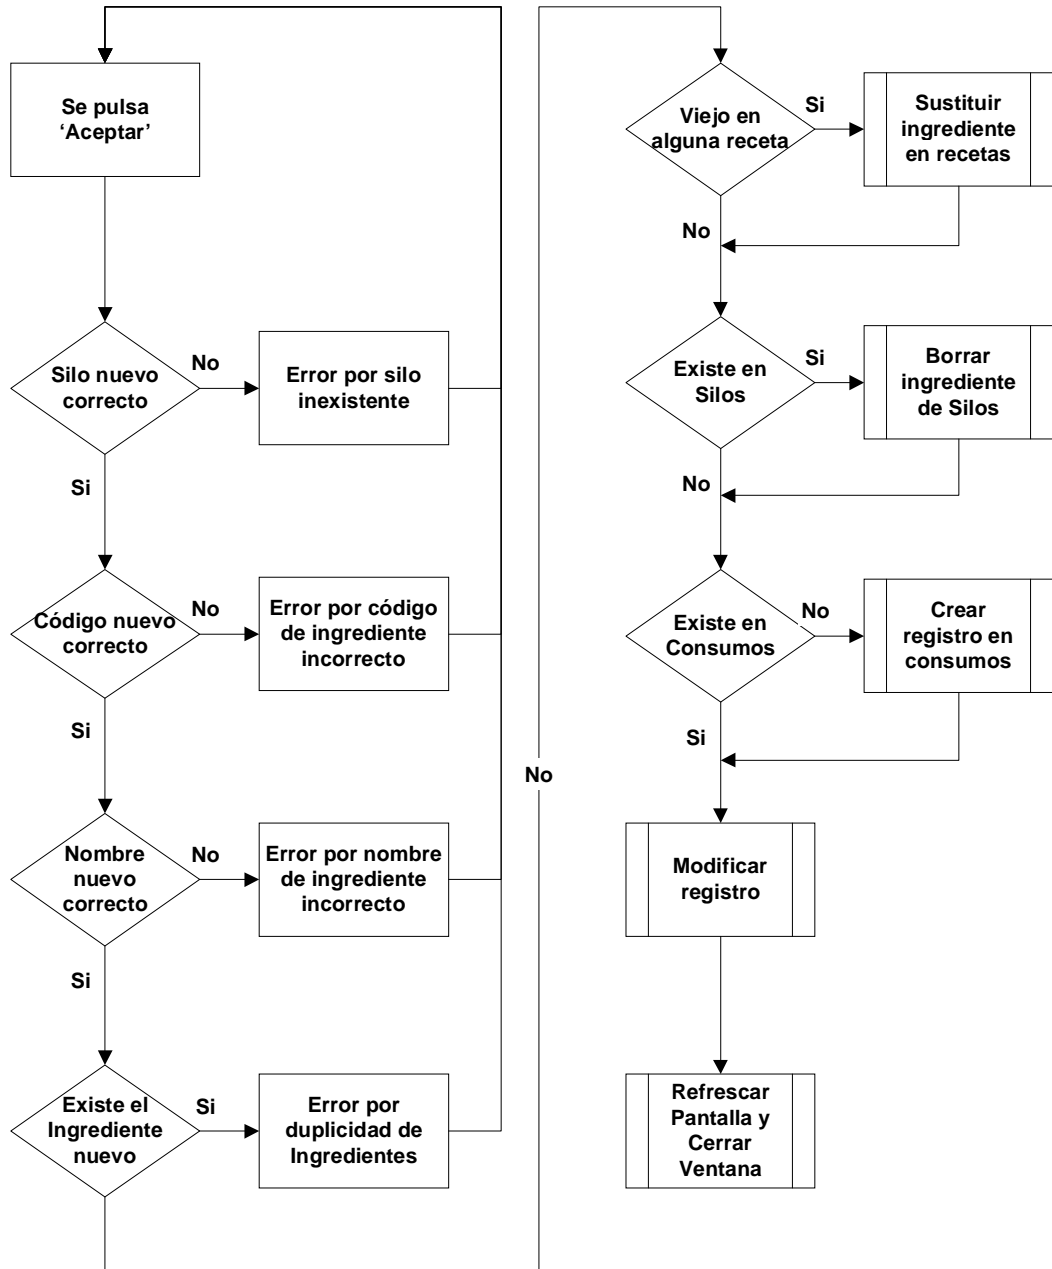 Se pulsa
‘Aceptar’
Silo nuevo
correcto
No
Error por silo
inexistente
Si
Código nuevo
correcto
No
Error por código
de ingrediente
incorrecto
Si
Nombre
nuevo
correcto
No
Error por nombre
de ingrediente
incorrecto
Si
Existe el
Ingrediente
nuevo
Si
Error por
duplicidad de
Ingredientes
No
Viejo en
alguna receta
Si
Sustituir
ingrediente
en recetas
No
Existe en
Silos
Si
Borrar
ingrediente
de Silos
No
Existe en
Consumos
No
Crear
registro en
consumos
Si
Modificar
registro
Refrescar
Pantalla y
Cerrar
Ventana